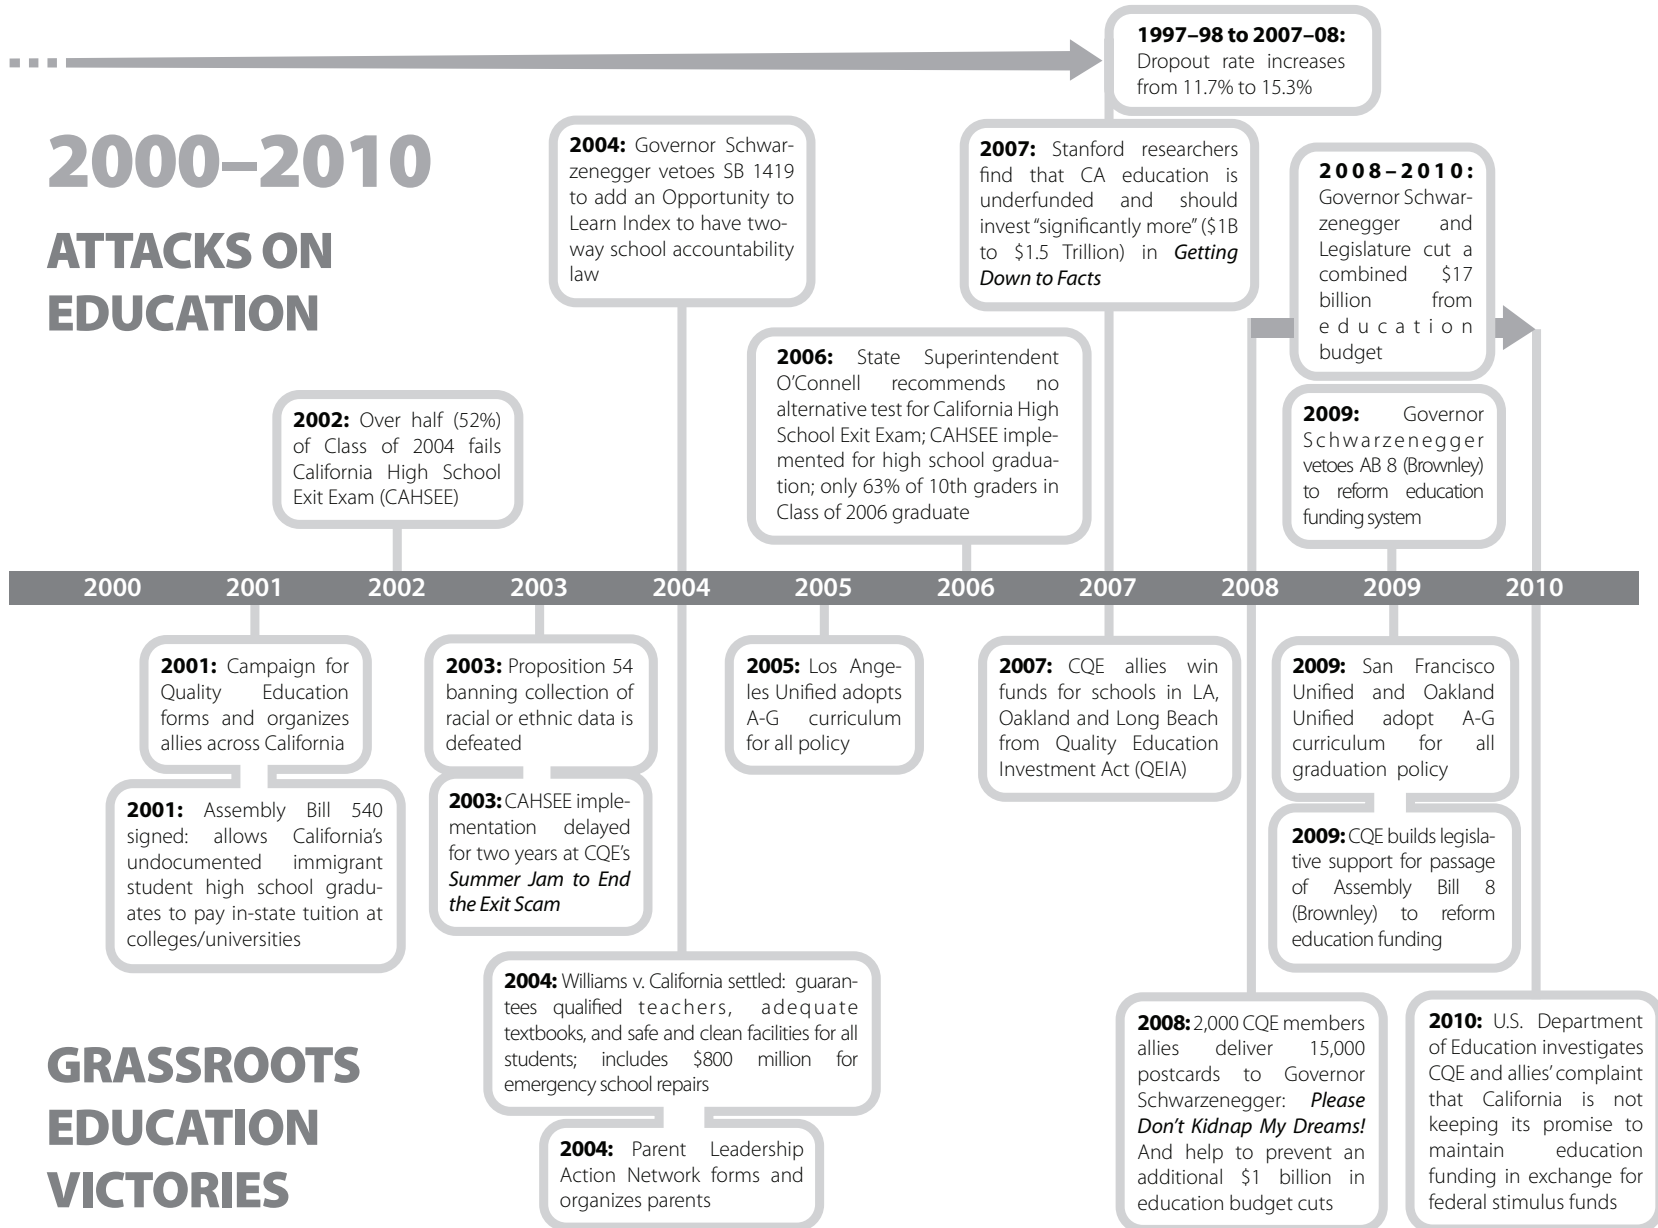 1997–98 to 2007–08:
Dropout rate increases
from 11.7% to 15.3%
2000–2010
ATTACKS ON
EDUCATION
2004: Governor Schwar-
zenegger vetoes SB 1419
to add an Opportunity to
Learn Index to have two-
way school accountability
law
2007: Stanford researchers
find that CA education is
underfunded and should
invest “significantly more” ($1B
to $1.5 Trillion) in Getting
Down to Facts
2008–2010:
Governor Schwar-
zenegger and
Legislature cut a
combined $17
billion from
education
budget
2006: State Superintendent
O’Connell recommends no
alternative test for California High
School Exit Exam; CAHSEE imple-
mented for high school gradua-
tion; only 63% of 10th graders in
Class of 2006 graduate
2002: Over half (52%)
of Class of 2004 fails
California High School
Exit Exam (CAHSEE)
2009: Governor
Schwarzenegger
vetoes AB 8 (Brownley)
to reform education
funding system
2000 2001 2002 2003 2004 2005 2006 2007 2008 2009 2010
2001: Campaign for
Quality Education
forms and organizes
allies across California
2001: Assembly Bill 540
signed: allows California’s
undocumented immigrant
student high school gradu-
ates to pay in-state tuition at
colleges/universities
2003: Proposition 54
banning collection of
racial or ethnic data is
defeated
2003: CAHSEE imple-
mentation delayed
for two years at CQE’s
Summer Jam to End
the Exit Scam
2004: Williams v. California settled: guaran-
tees qualified teachers, adequate
textbooks, and safe and clean facilities for all
students; includes $800 million for
emergency school repairs
2004: Parent Leadership
Action Network forms and
organizes parents
2005: Los Ange-
les Unified adopts
A-G curriculum
for all policy
2007: CQE allies win
funds for schools in LA,
Oakland and Long Beach
from Quality Education
Investment Act (QEIA)
2009: San Francisco
Unified and Oakland
Unified adopt A-G
curriculum for all
graduation policy
2009: CQE builds legisla-
tive support for passage
of Assembly Bill 8
(Brownley) to reform
education funding
2008: 2,000 CQE members
allies deliver 15,000
postcards to Governor
Schwarzenegger: Please
Don’t Kidnap My Dreams!
And help to prevent an
additional $1 billion in
education budget cuts
2010: U.S. Department
of Education investigates
CQE and allies’ complaint
that California is not
keeping its promise to
maintain education
funding in exchange for
federal stimulus funds
GRASSROOTS
EDUCATION
VICTORIES